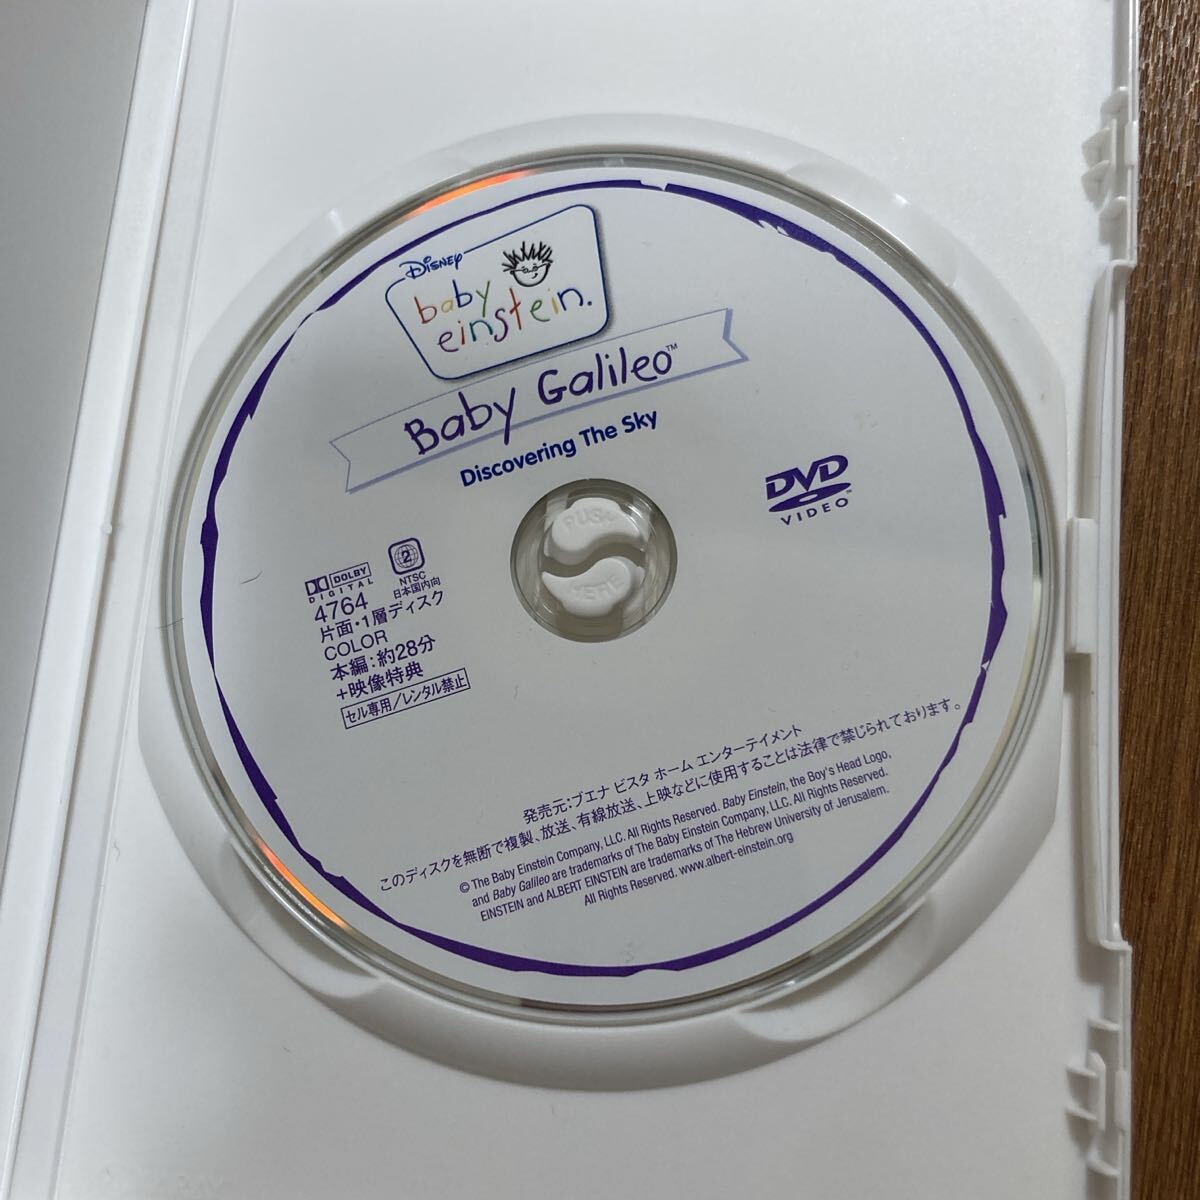 Disney
baby
einstein.
Baby Galileo™
Discovering The Sky
DVD
VIDEO™
DOLBY
DIGITAL
2
NTSC
日本国内向
4764
片面・1層ディスク
COLOR
本編：約28分
+映像特典
セル専用/レンタル禁止
PUSH
HERE
発売元：ブエナ ビスタ ホーム エンターテイメント
このディスクを無断で複製、放送、有線放送、上映などに使用することは法律で禁じられております。
© The Baby Einstein Company, LLC. All Rights Reserved. Baby Einstein, the Boy's Head Logo,
and Baby Galileo are trademarks of The Baby Einstein Company, LLC. All Rights Reserved.
EINSTEIN and ALBERT EINSTEIN are trademarks of The Hebrew University of Jerusalem.
All Rights Reserved. www.albert-einstein.org